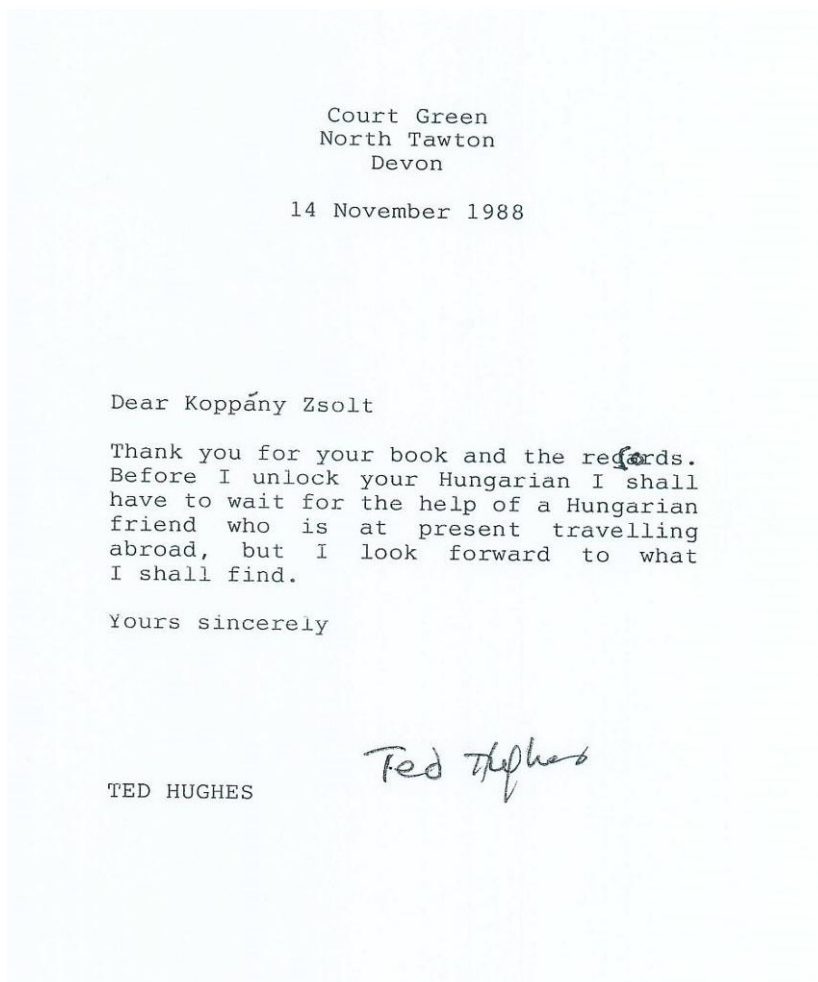 Court Green
North Tawton
Devon
14 November 1988
Dear Koppány Zsolt
Thank you for your book and the records.
Before I unlock your Hungarian I shall
have to wait for the help of a Hungarian
friend who is at present travelling
abroad, but I look forward to what
I shall find.
Yours sincerely
Ted Hughes
TED HUGHES